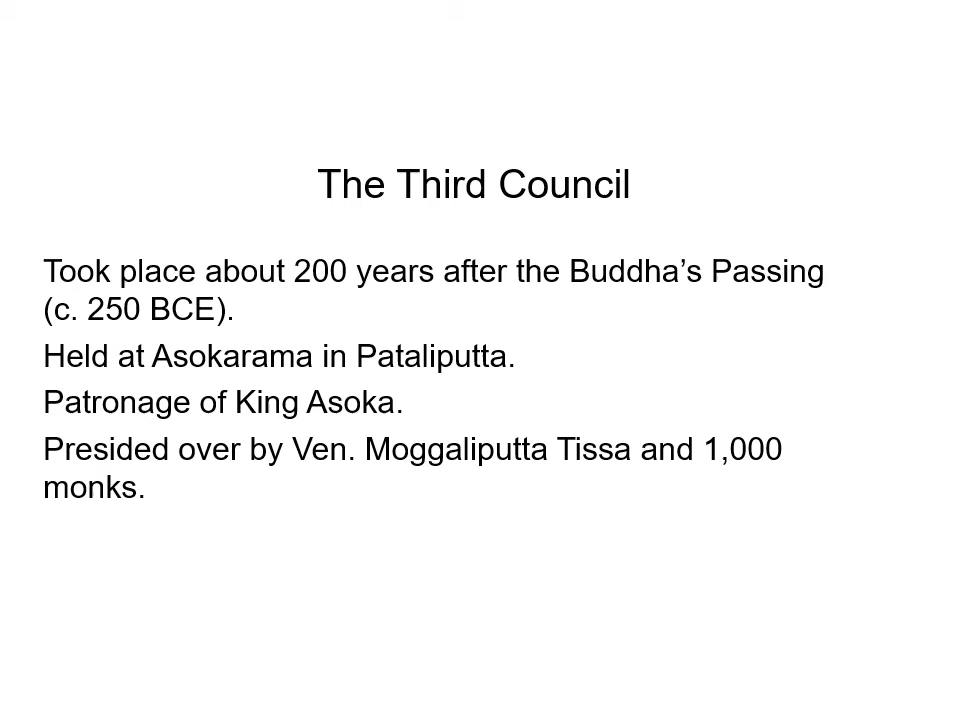 The Third Council
Took place about 200 years after the Buddha’s Passing
(c. 250 BCE).
Held at Asokarama in Pataliputta.
Patronage of King Asoka.
Presided over by Ven. Moggaliputta Tissa and 1,000
monks.